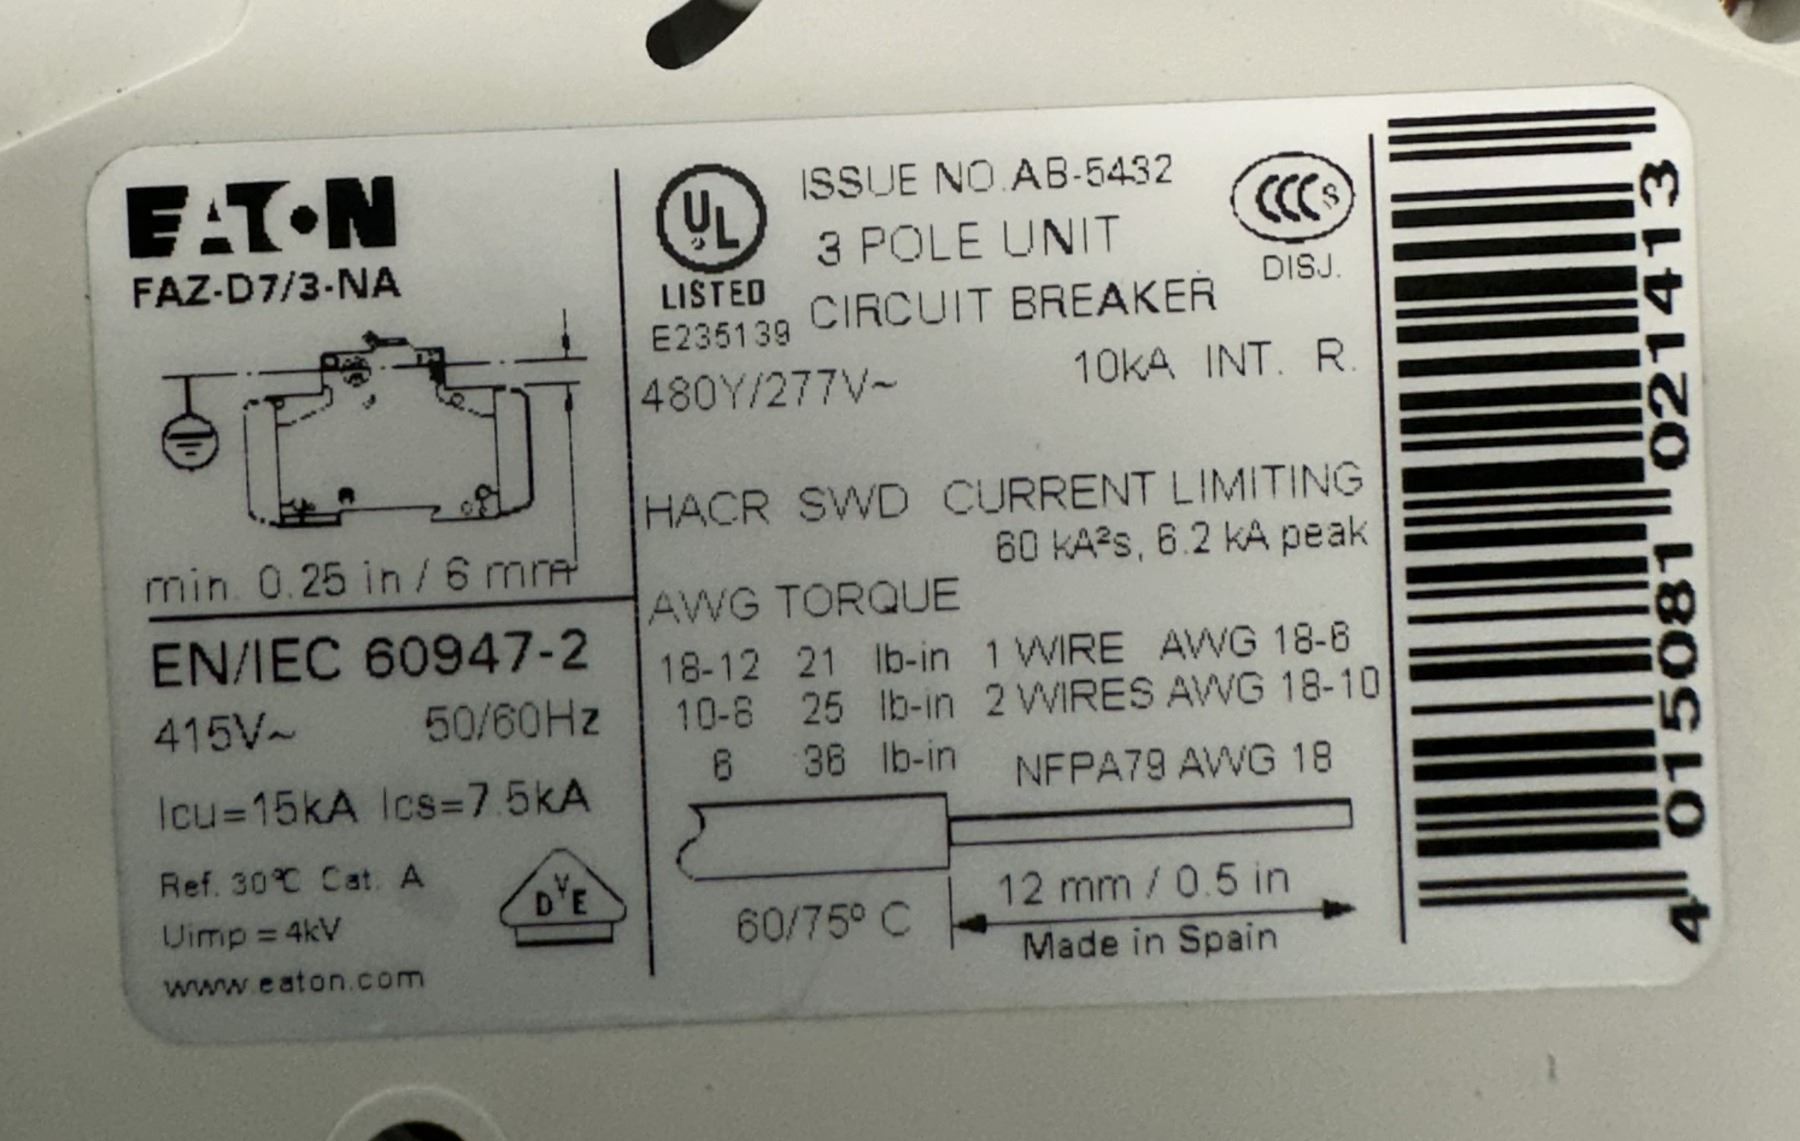 EATON
FAZ-D7/3-NA
min. 0.25 in / 6 mm
EN/IEC 60947-2
415V~ 50/60Hz
Icu=15kA Ics=7.5kA
Ref. 30°C Cat. A
Uimp = 4kV
DVE
www.eaton.com
UL
LISTED
E235139
ISSUE NO.AB-5432
3 POLE UNIT
CIRCUIT BREAKER
CCC S
DISJ.
480Y/277V~ 10kA INT. R.
HACR SWD CURRENT LIMITING
60 kA²s, 6.2 kA peak
AWG TORQUE
18-12 21 lb-in 1 WIRE AWG 18-6
10-8 25 lb-in 2 WIRES AWG 18-10
6 36 lb-in NFPA79 AWG 18
12 mm / 0.5 in
60/75° C
Made in Spain
4 015081 021413